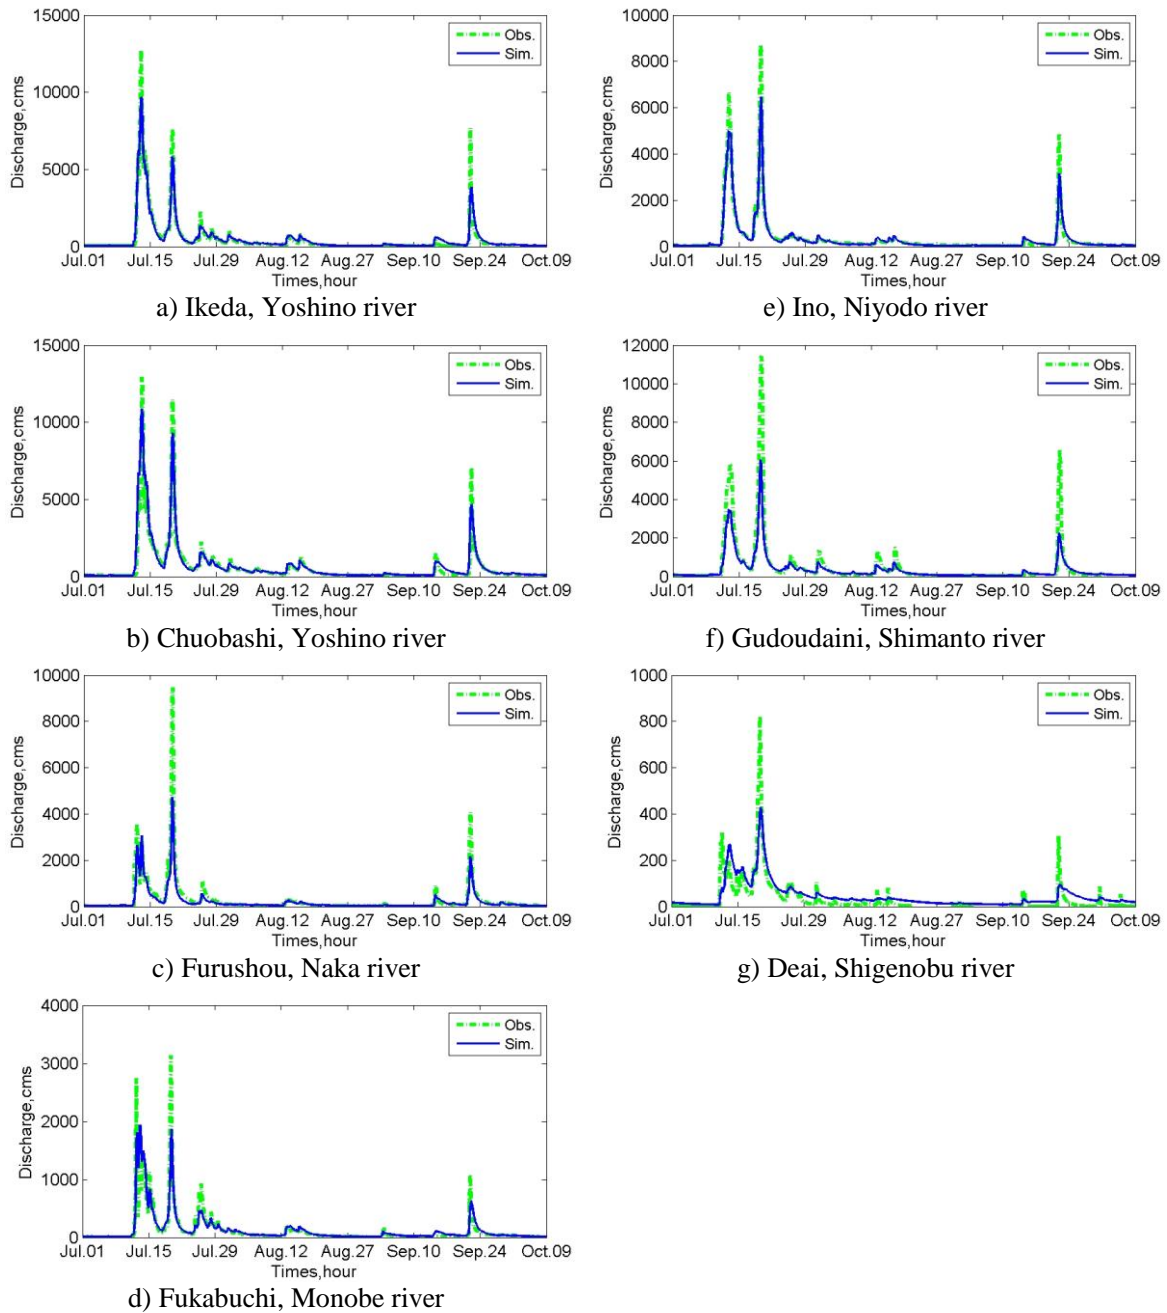 15000
10000
5000
0
Discharge,cms
Obs.
Sim.
Jul.01 Jul.15 Jul.29 Aug.12 Aug.27 Sep.10 Sep.24 Oct.09
Times,hour
a) Ikeda, Yoshino river
10000
8000
6000
4000
2000
0
Discharge,cms
Obs.
Sim.
Jul.01 Jul.15 Jul.29 Aug.12 Aug.27 Sep.10 Sep.24 Oct.09
Times,hour
e) Ino, Niyodo river
15000
10000
5000
0
Discharge,cms
Obs.
Sim.
Jul.01 Jul.15 Jul.29 Aug.12 Aug.27 Sep.10 Sep.24 Oct.09
Times,hour
b) Chuobashi, Yoshino river
12000
10000
8000
6000
4000
2000
0
Discharge,cms
Obs.
Sim.
Jul.01 Jul.15 Jul.29 Aug.12 Aug.27 Sep.10 Sep.24 Oct.09
Times,hour
f) Gudoudaini, Shimanto river
10000
8000
6000
4000
2000
0
Discharge,cms
Obs.
Sim.
Jul.01 Jul.15 Jul.29 Aug.12 Aug.27 Sep.10 Sep.24 Oct.09
Times,hour
c) Furushou, Naka river
1000
800
600
400
200
0
Discharge,cms
Obs.
Sim.
Jul.01 Jul.15 Jul.29 Aug.12 Aug.27 Sep.10 Sep.24 Oct.09
Times,hour
g) Deai, Shigenobu river
4000
3000
2000
1000
0
Discharge,cms
Obs.
Sim.
Jul.01 Jul.15 Jul.29 Aug.12 Aug.27 Sep.10 Sep.24 Oct.09
Times,hour
d) Fukabuchi, Monobe river